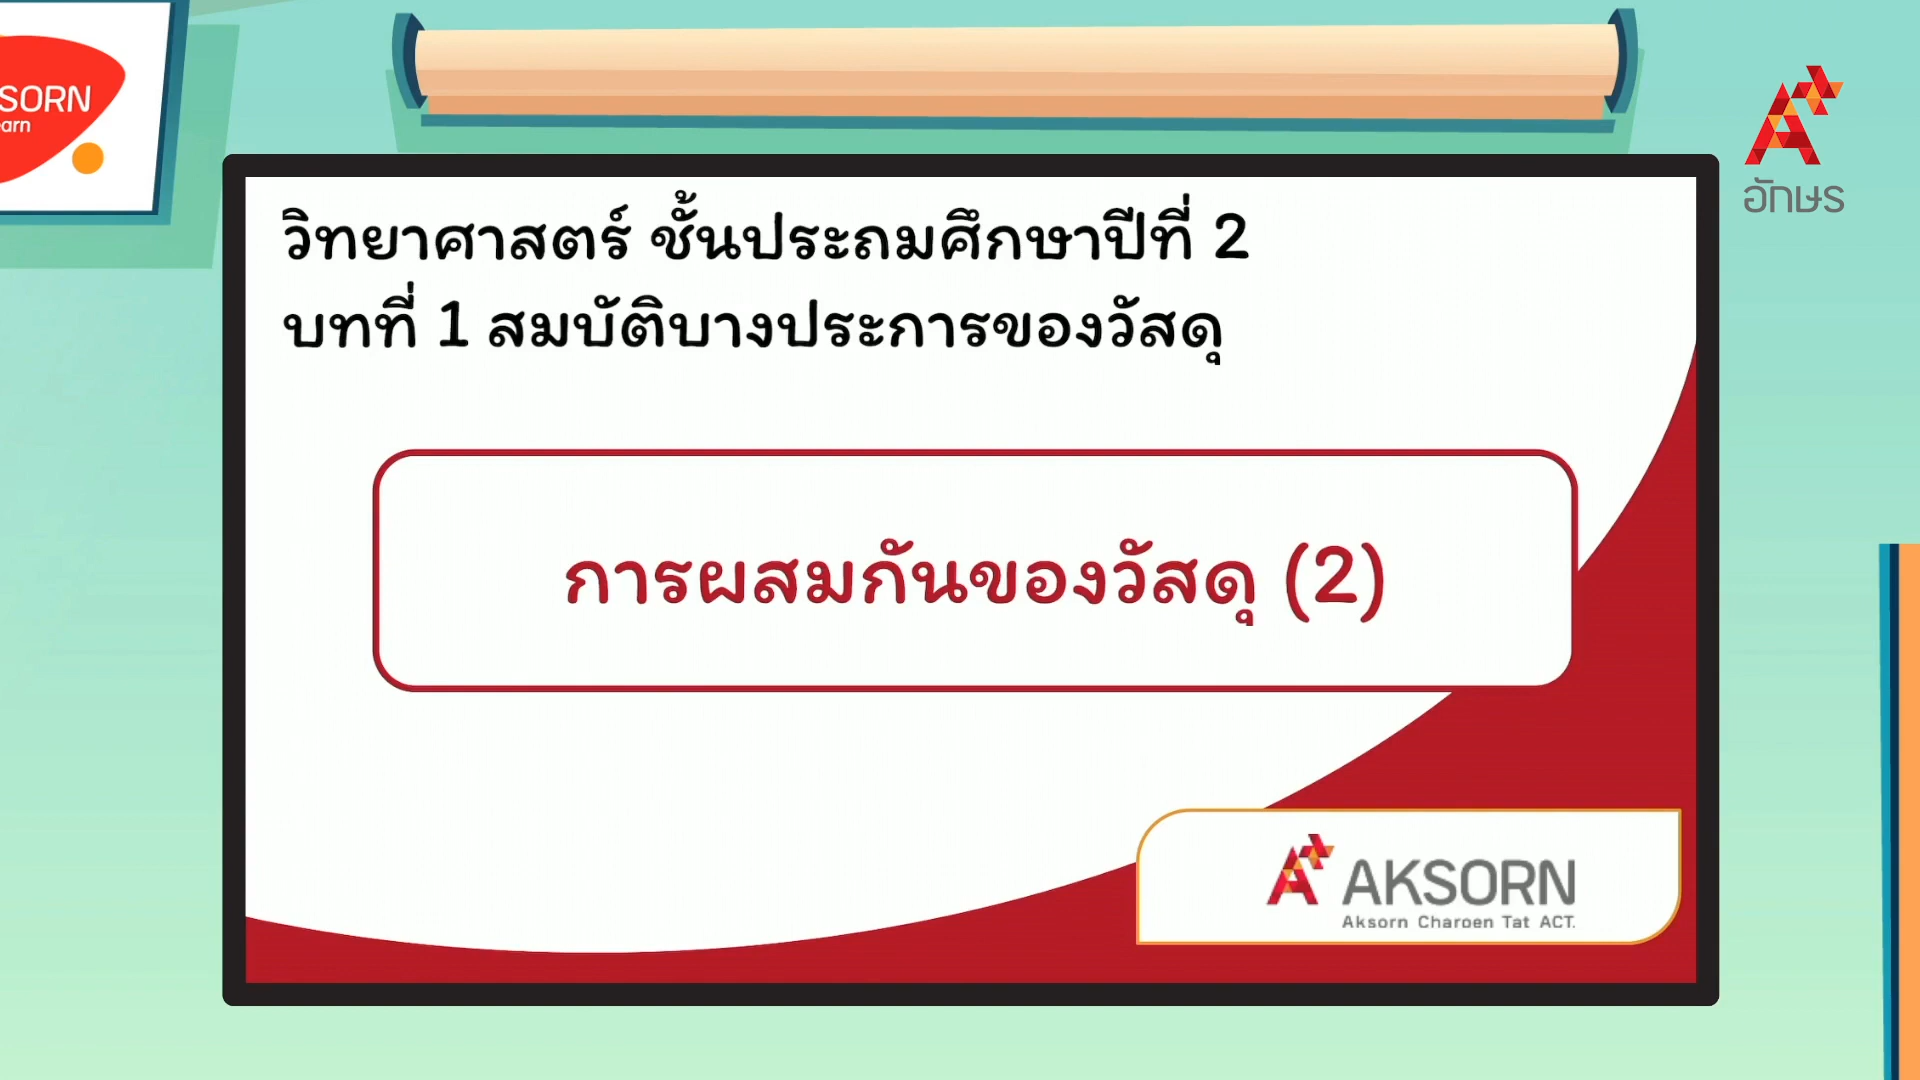 SORN
arn
อักษร
วิทยาศาสตร์ ชั้นประถมศึกษาปีที่ 2
บทที่ 1 สมบัติบางประการของวัสดุ
การผสมกันของวัสดุ (2)
AKSORN
Aksorn Charoen Tat ACT.